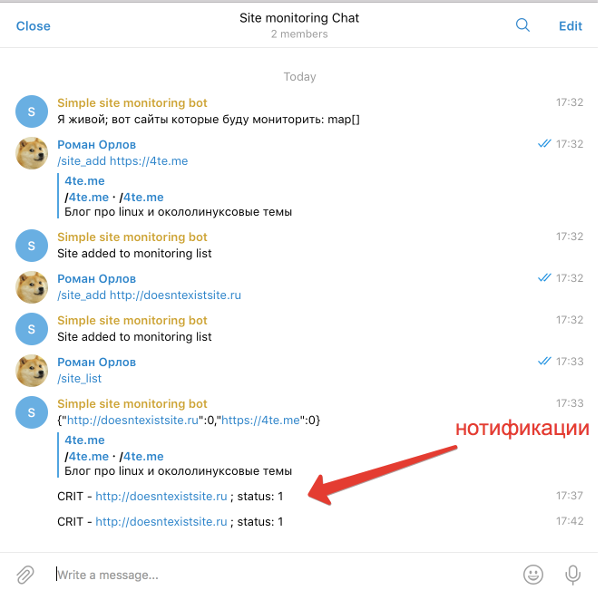 Close
Site monitoring Chat
2 members
Edit
Today
Simple site monitoring bot
17:32
Я живой; вот сайты которые буду мониторить: map[]
Роман Орлов
17:32
/site_add https://4te.me
4te.me
/4te.me · /4te.me
Блог про linux и окололинуксовые темы
Simple site monitoring bot
17:32
Site added to monitoring list
Роман Орлов
17:32
/site_add http://doesntexistsite.ru
Simple site monitoring bot
17:32
Site added to monitoring list
Роман Орлов
17:33
/site_list
Simple site monitoring bot
17:33
{"http://doesntexistsite.ru":0,"https://4te.me":0}
нотификации
4te.me
/4te.me · /4te.me
Блог про linux и окололинуксовые темы
CRIT - http://doesntexistsite.ru ; status: 1
17:37
CRIT - http://doesntexistsite.ru ; status: 1
17:42
Write a message...
S
S
S
S